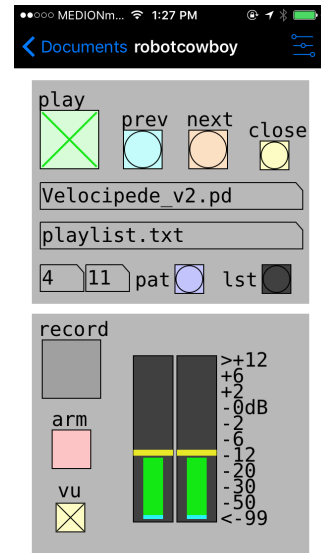 MEDIONm... 1:27 PM
Documents robotcowboy
play
prev next close
Velocipede_v2.pd
playlist.txt
4 11 pat lst
record
arm
vu
>+12
+6
+2
-0dB
-2
-6
-12
-20
-30
-50
<-99